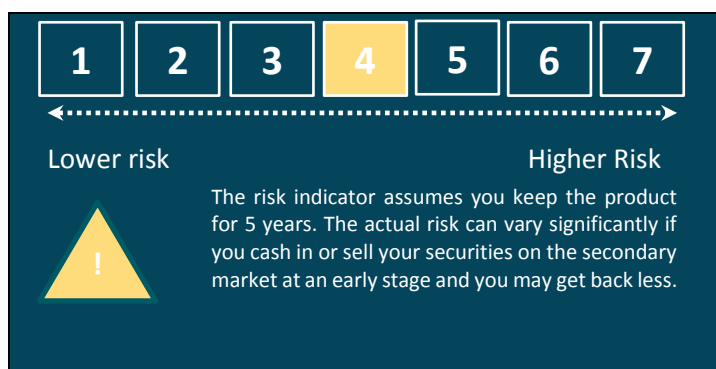 1 2 3 4 5 6 7
Lower risk Higher Risk
The risk indicator assumes you keep the product
for 5 years. The actual risk can vary significantly if
you cash in or sell your securities on the secondary
market at an early stage and you may get back less.
!